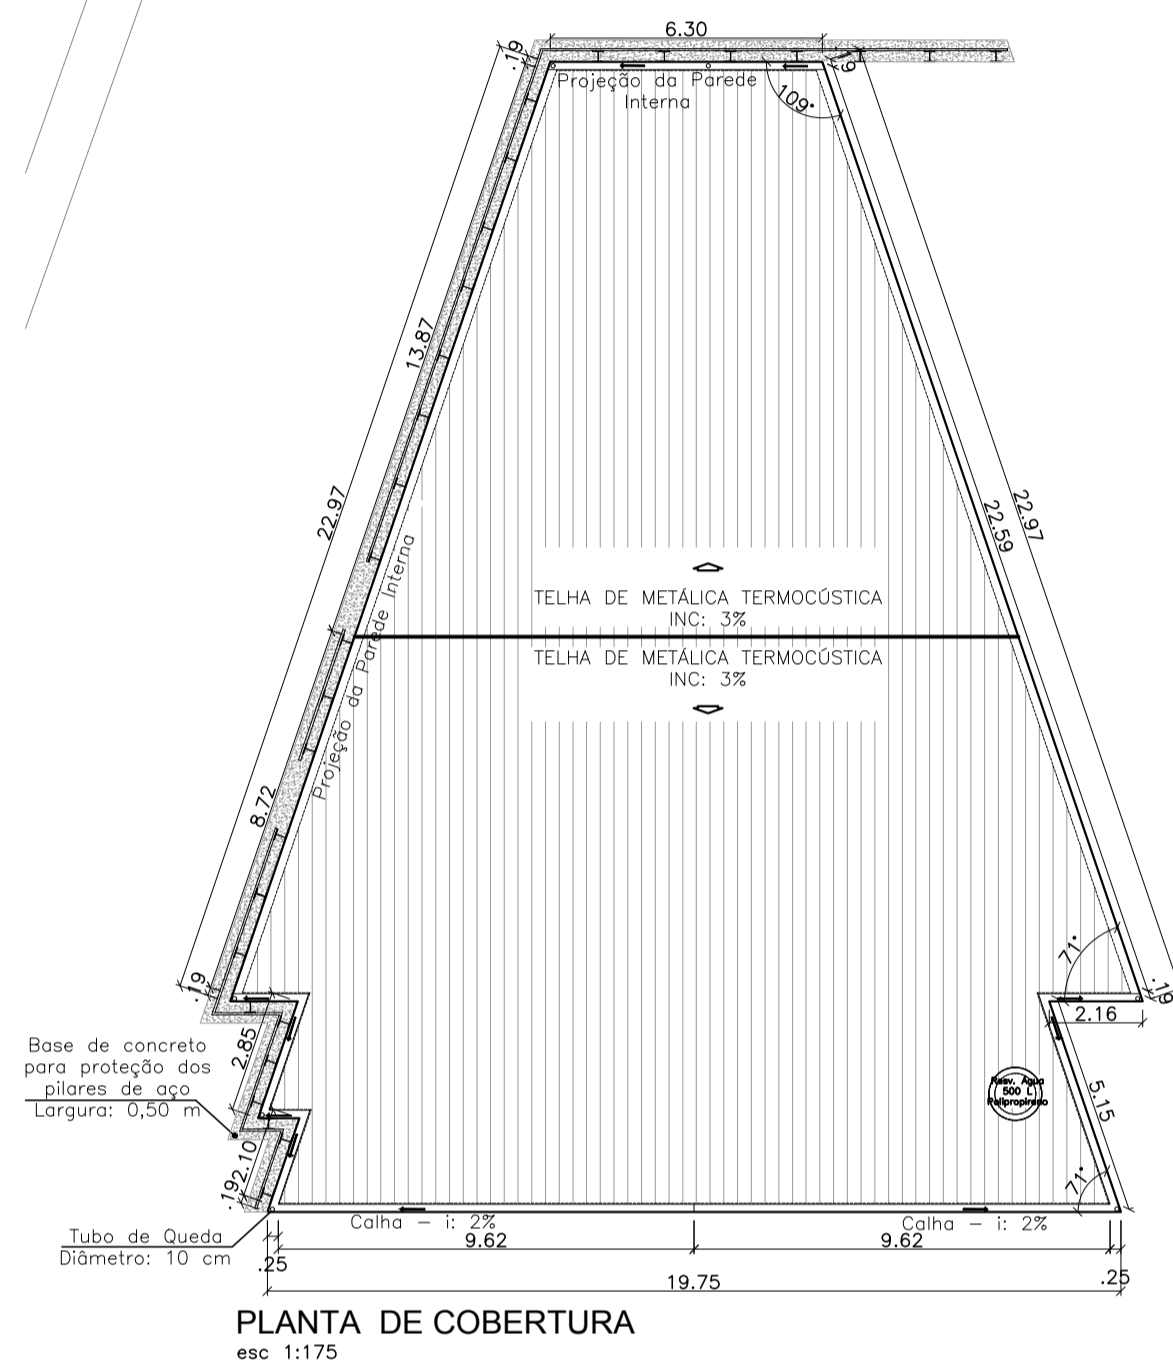 6.30
.19
.19
Projeção da Parede
Interna
109°
13.87
22.97
22.97
22.59
Projeção da Parede Interna
TELHA DE METÁLICA TERMOCÚSTICA
INC: 3%
TELHA DE METÁLICA TERMOCÚSTICA
INC: 3%
8.72
71°
.19
.19
2.16
2.85
Base de concreto
para proteção dos
pilares de aço
Largura: 0,50 m
Resv. Água
500 L
Polipropireno
5.15
2.10
.19
71°
Tubo de Queda
Diâmetro: 10 cm
Calha – i: 2%
Calha – i: 2%
9.62
9.62
.25
.25
19.75
PLANTA DE COBERTURA
esc 1:175